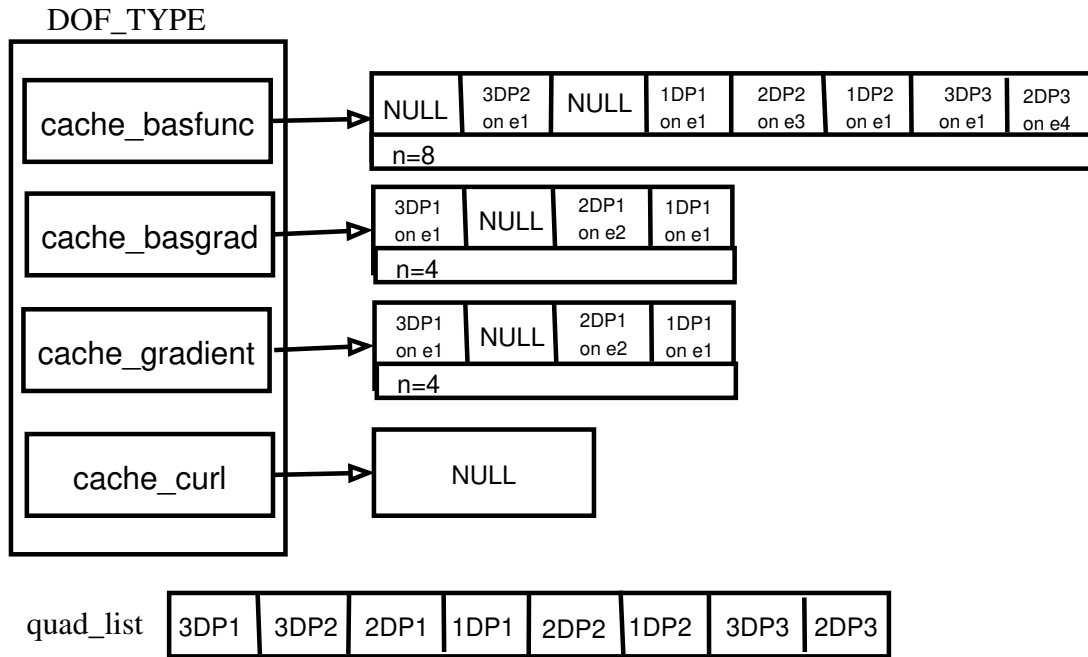 DOF_TYPE
cache_basfunc
NULL
3DP2
on e1
NULL
1DP1
on e1
2DP2
on e3
1DP2
on e1
3DP3
on e1
2DP3
on e4
n=8
cache_basgrad
3DP1
on e1
NULL
2DP1
on e2
1DP1
on e1
n=4
cache_gradient
3DP1
on e1
NULL
2DP1
on e2
1DP1
on e1
n=4
cache_curl
NULL
quad_list 3DP1 3DP2 2DP1 1DP1 2DP2 1DP2 3DP3 2DP3